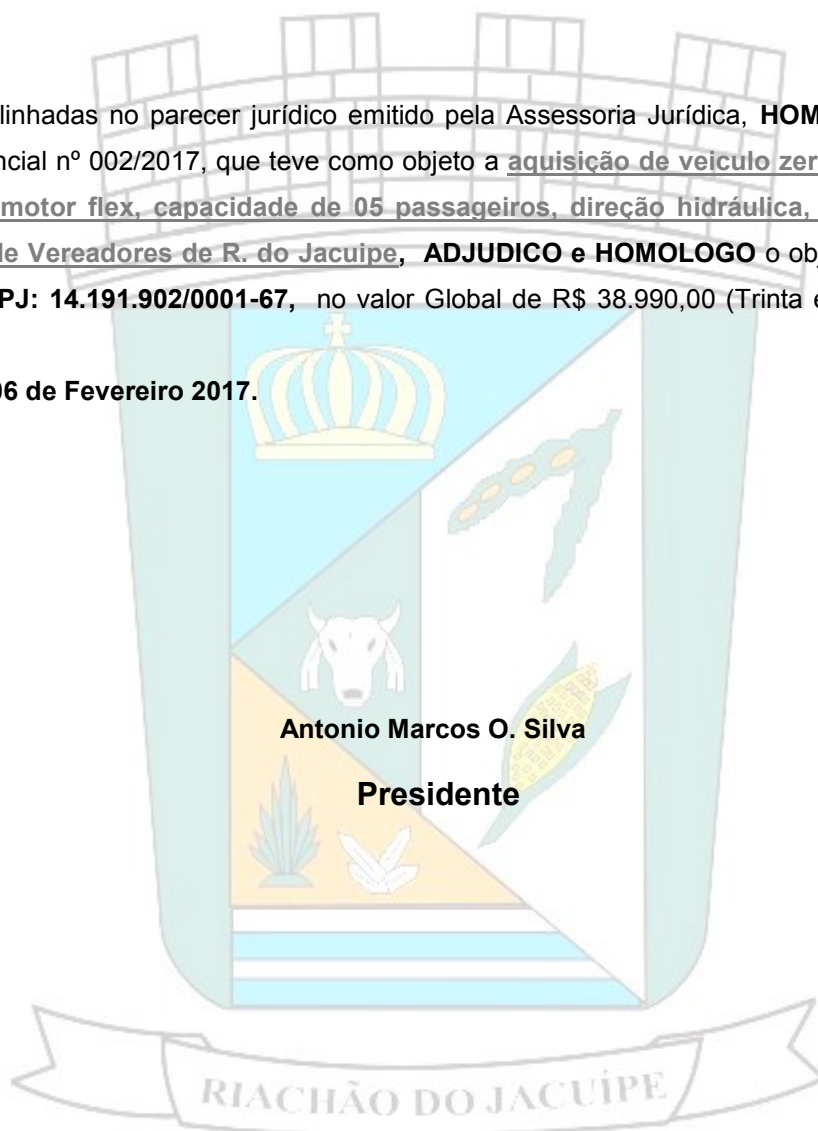 linhadas no parecer jurídico emitido pela Assessoria Jurídica, HOM
ncial nº 002/2017, que teve como objeto a aquisição de veiculo zer
motor flex, capacidade de 05 passageiros, direção hidráulica,
de Vereadores de R. do Jacuipe, ADJUDICO e HOMOLOGO o obj
PJ: 14.191.902/0001-67, no valor Global de R$ 38.990,00 (Trinta e
06 de Fevereiro 2017.
Antonio Marcos O. Silva
Presidente
RIACHÃO DO JACUÍPE